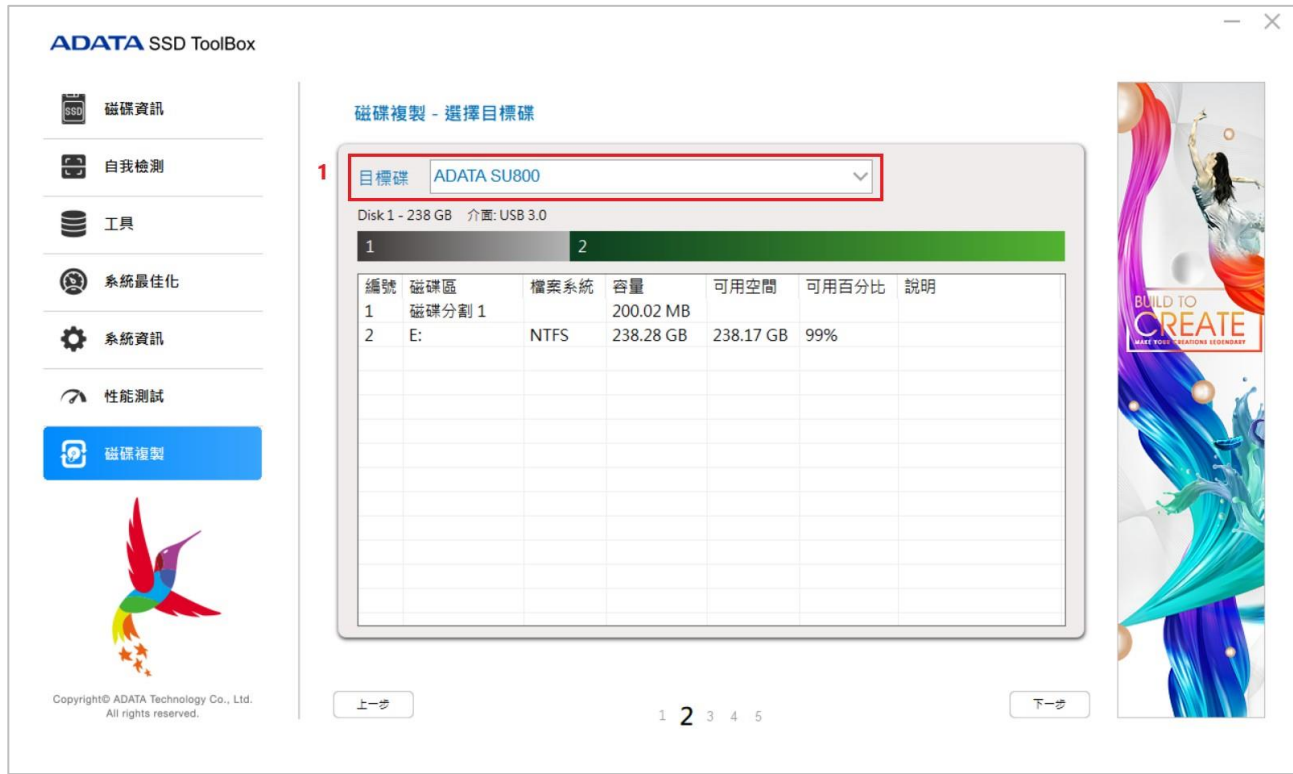 ADATA SSD ToolBox
SSD
磁碟資訊
自我檢測
工具
系統最佳化
系統資訊
性能測試
磁碟複製
Copyright© ADATA Technology Co., Ltd.
All rights reserved.
磁碟複製 - 選擇目標碟
1
目標碟 ADATA SU800
Disk 1 - 238 GB 介面: USB 3.0
1 2
編號 磁碟區 檔案系統 容量 可用空間 可用百分比 說明
1 磁碟分割 1 200.02 MB
2 E: NTFS 238.28 GB 238.17 GB 99%
上一步 1 2 3 4 5 下一步
BUILD TO
CREATE
MAKE YOUR CREATIONS LEGENDARY